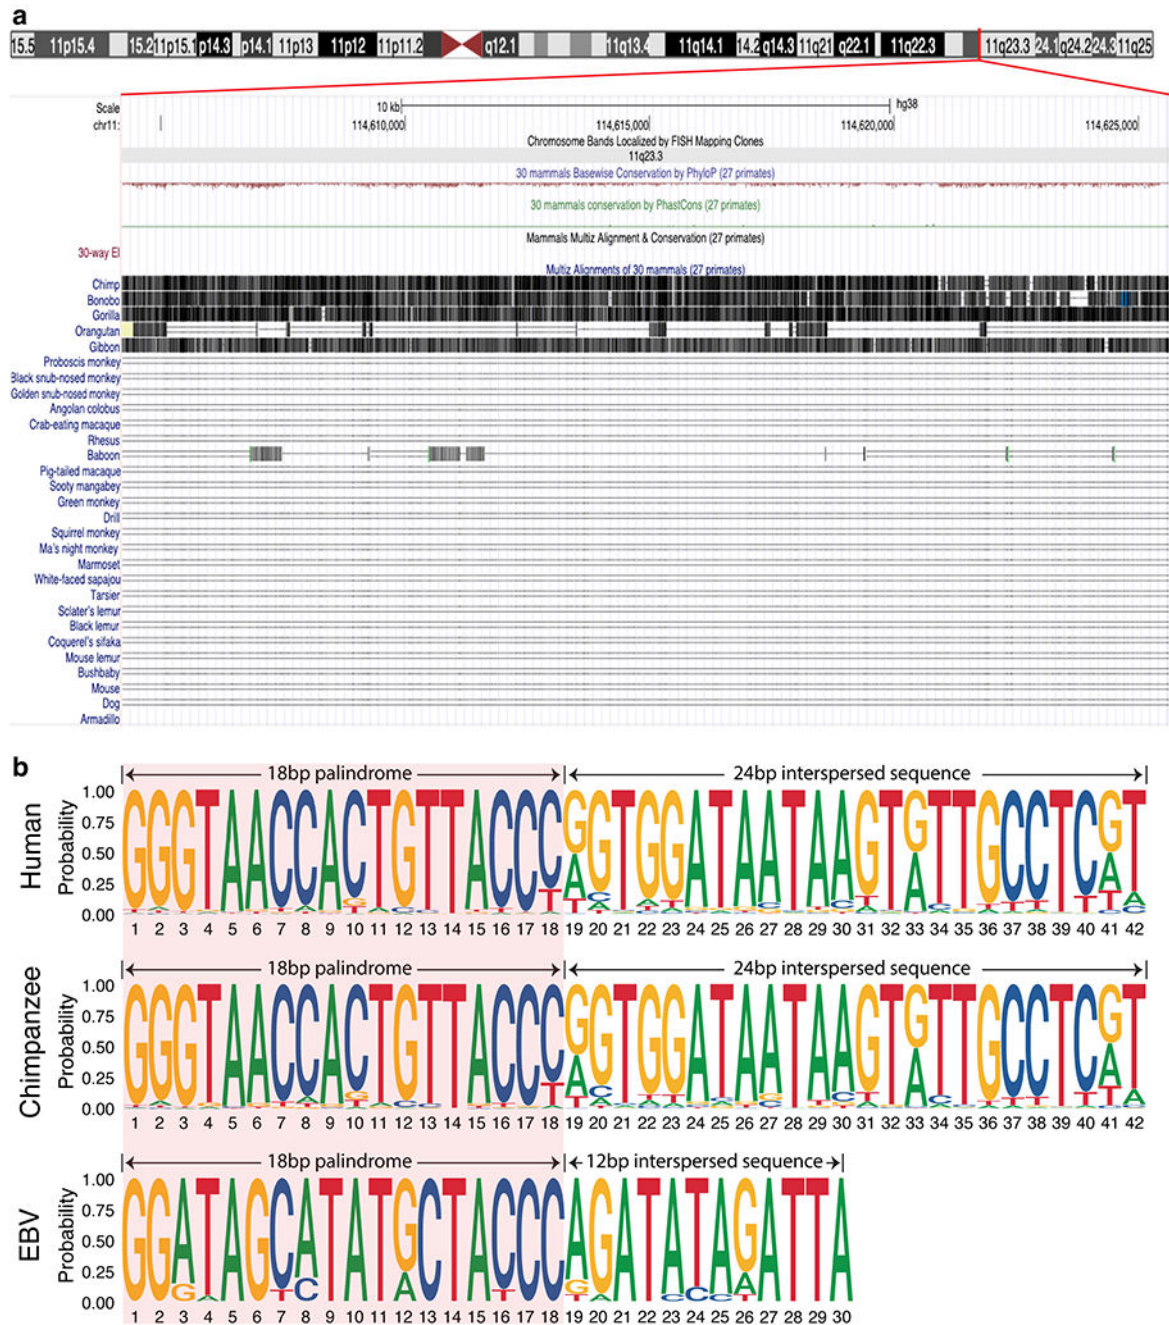 a
15.5 11p15.4 15.2 11p15.1 p14.3 p14.1 11p13 11p12 11p11.2 q12.1 11q13.4 11q14.1 14.2 q14.3 11q21 q22.1 11q22.3 11q23.3 24.1 q24.2 24.3 11q25
Scale 10 kb hg38
chr11: 114,610,000 114,615,000 114,620,000 114,625,000
Chromosome Bands Localized by FISH Mapping Clones
11q23.3
30 mammals Basewise Conservation by PhyloP (27 primates)
30 mammals conservation by PhastCons (27 primates)
Mammals Multiz Alignment & Conservation (27 primates)
30-way El
Multiz Alignments of 30 mammals (27 primates)
Chimp
Bonobo
Gorilla
Orangutan
Gibbon
Proboscis monkey
Black snub-nosed monkey
Golden snub-nosed monkey
Angolan colobus
Crab-eating macaque
Rhesus
Baboon
Pig-tailed macaque
Sooty mangabey
Green monkey
Drill
Squirrel monkey
Ma's night monkey
Marmoset
White-faced sapajou
Tarsier
Sclater's lemur
Black lemur
Coquerel's sifaka
Mouse lemur
Bushbaby
Mouse
Dog
Armadillo
b
18bp palindrome 24bp interspersed sequence
Human
Probability
1.00
0.75
0.50
0.25
0.00
GGGTAACCACTGTTACCCGGTGGATAATAAGTGTTGCCTCGT
1 2 3 4 5 6 7 8 9 10 11 12 13 14 15 16 17 18 19 20 21 22 23 24 25 26 27 28 29 30 31 32 33 34 35 36 37 38 39 40 41 42
18bp palindrome 24bp interspersed sequence
Chimpanzee
Probability
1.00
0.75
0.50
0.25
0.00
GGGTAACCACTGTTACCCGGTGGATAATAAGTGTTGCCTCGT
1 2 3 4 5 6 7 8 9 10 11 12 13 14 15 16 17 18 19 20 21 22 23 24 25 26 27 28 29 30 31 32 33 34 35 36 37 38 39 40 41 42
18bp palindrome 12bp interspersed sequence
EBV
Probability
1.00
0.75
0.50
0.25
0.00
GGATAGCATATGCTACCCAGATATAGATTA
1 2 3 4 5 6 7 8 9 10 11 12 13 14 15 16 17 18 19 20 21 22 23 24 25 26 27 28 29 30